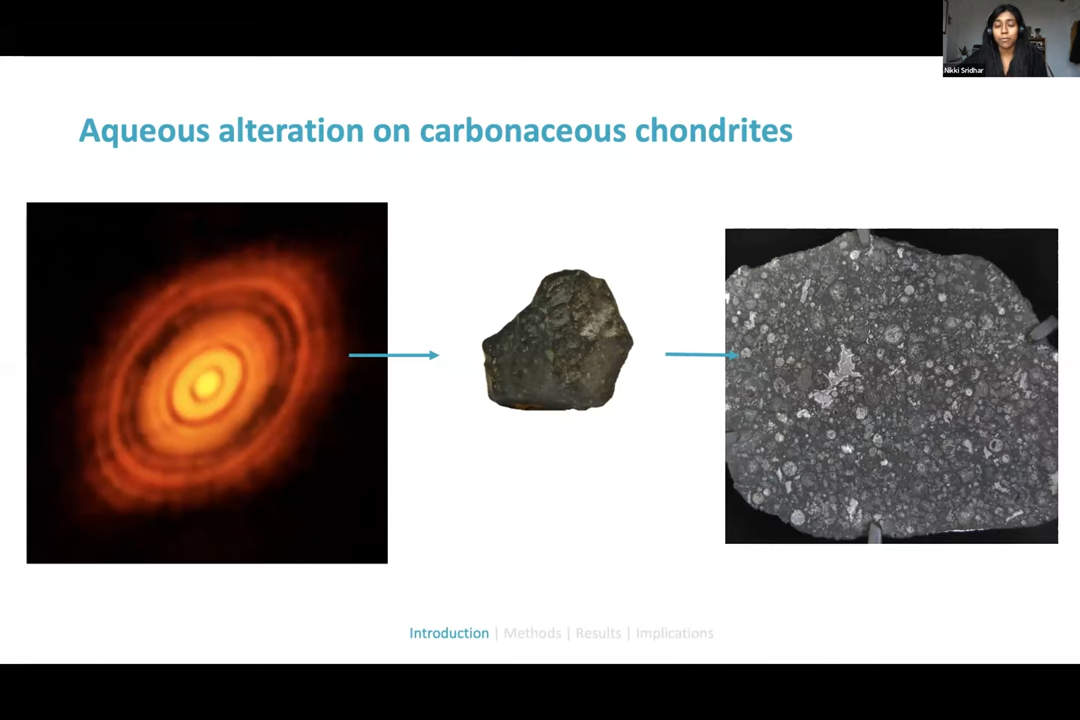 Nikki Sridhar
Aqueous alteration on carbonaceous chondrites
Introduction | Methods | Results | Implications